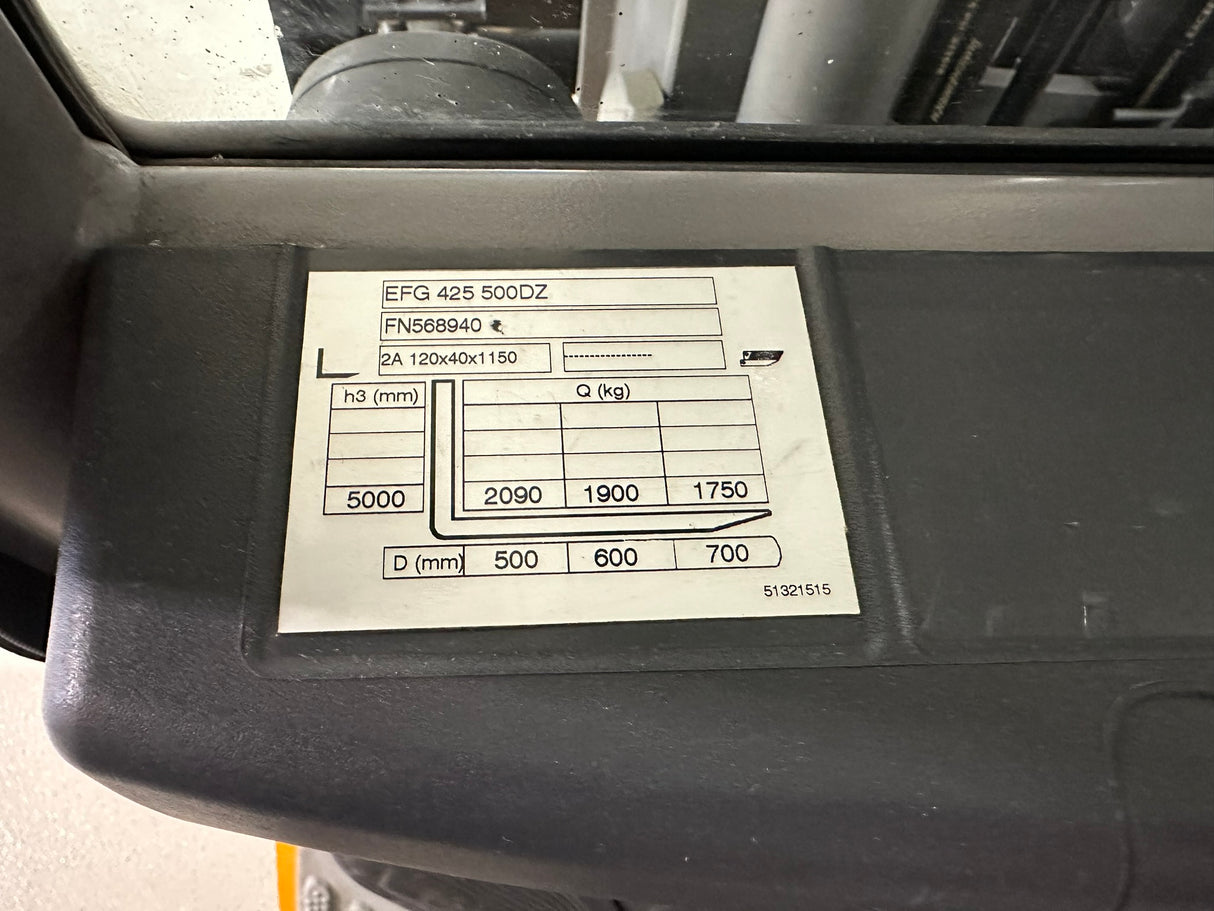 EFG 425 500DZ
FN568940
2A 120x40x1150 ----------------
h3 (mm) Q (kg)
5000 2090 1900 1750
D (mm) 500 600 700
51321515